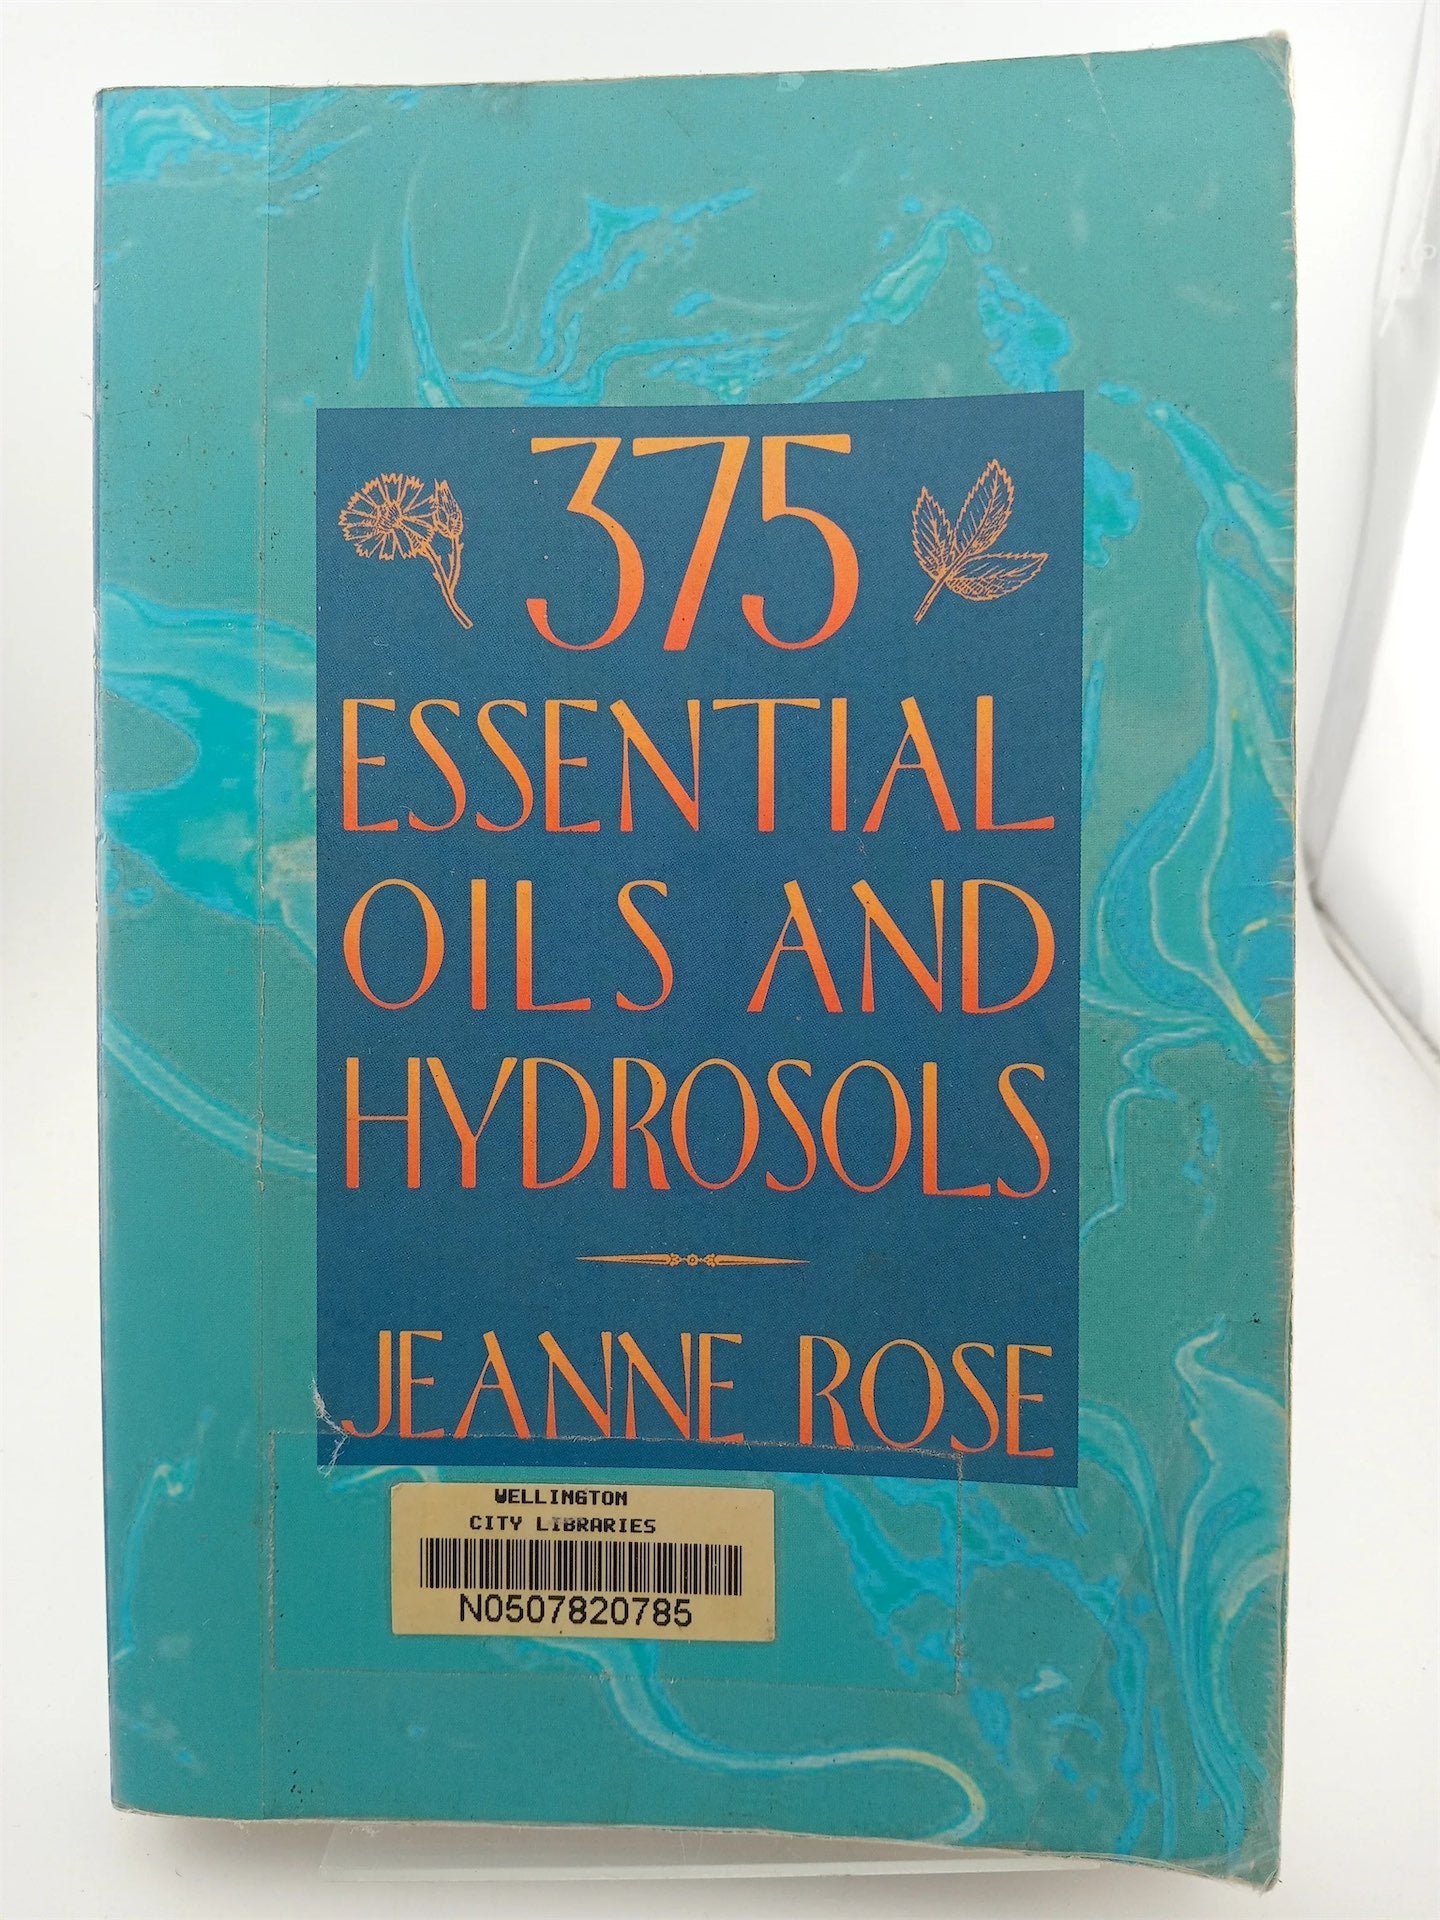 375
ESSENTIAL
OILS AND
HYDROSOLS
JEANNE ROSE
WELLINGTON
CITY LIBRARIES
N0507820785